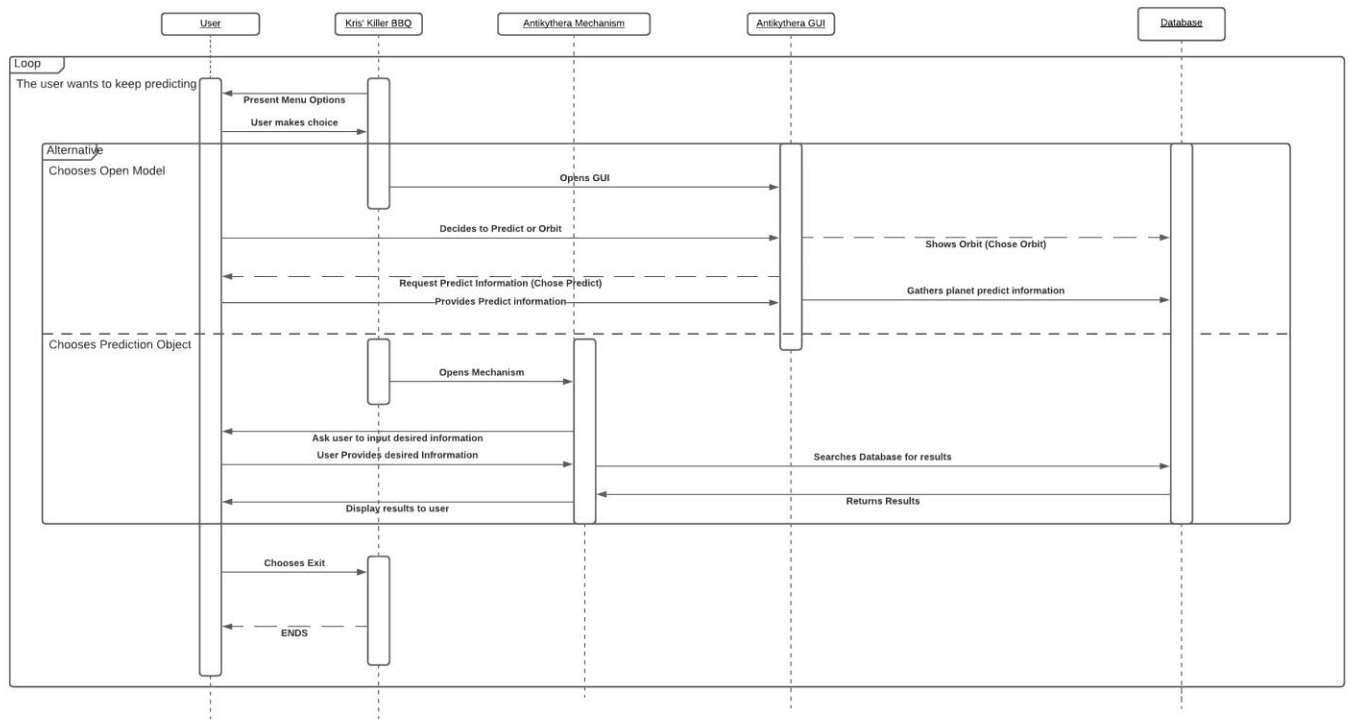 User
Kris' Killer BBQ
Antikythera Mechanism
Antikythera GUI
Database
Loop
The user wants to keep predicting
Present Menu Options
User makes choice
Alternative
Chooses Open Model
Opens GUI
Decides to Predict or Orbit
Shows Orbit (Chose Orbit)
Request Predict Information (Chose Predict)
Gathers planet predict information
Provides Predict information
Chooses Prediction Object
Opens Mechanism
Ask user to input desired information
User Provides desired Infrormation
Searches Database for results
Returns Results
Display results to user
Chooses Exit
ENDS